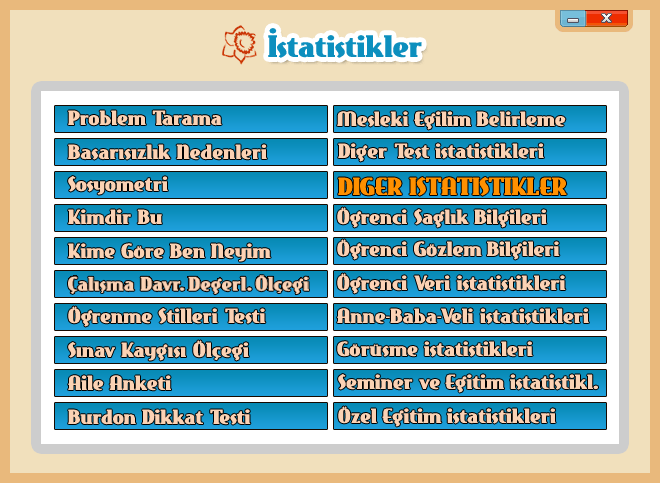 İstatistikler
Problem Tarama
Basarısızlık Nedenleri
Sosyometri
Kimdir Bu
Kime Göre Ben Neyim
Çalışma Davr. Degerl. Ölçegi
Ögrenme Stilleri Testi
Sınav Kaygısı Ölçegi
Aile Anketi
Burdon Dikkat Testi
Mesleki Egilim Belirleme
Diger Test istatistikleri
DIGER ISTATISTIKLER
Ögrenci Saglık Bilgileri
Ögrenci Gözlem Bilgileri
Ögrenci Veri istatistikleri
Anne-Baba-Veli istatistikleri
Görüsme istatistikleri
Seminer ve Egitim istatistikl.
Özel Egitim istatistikleri